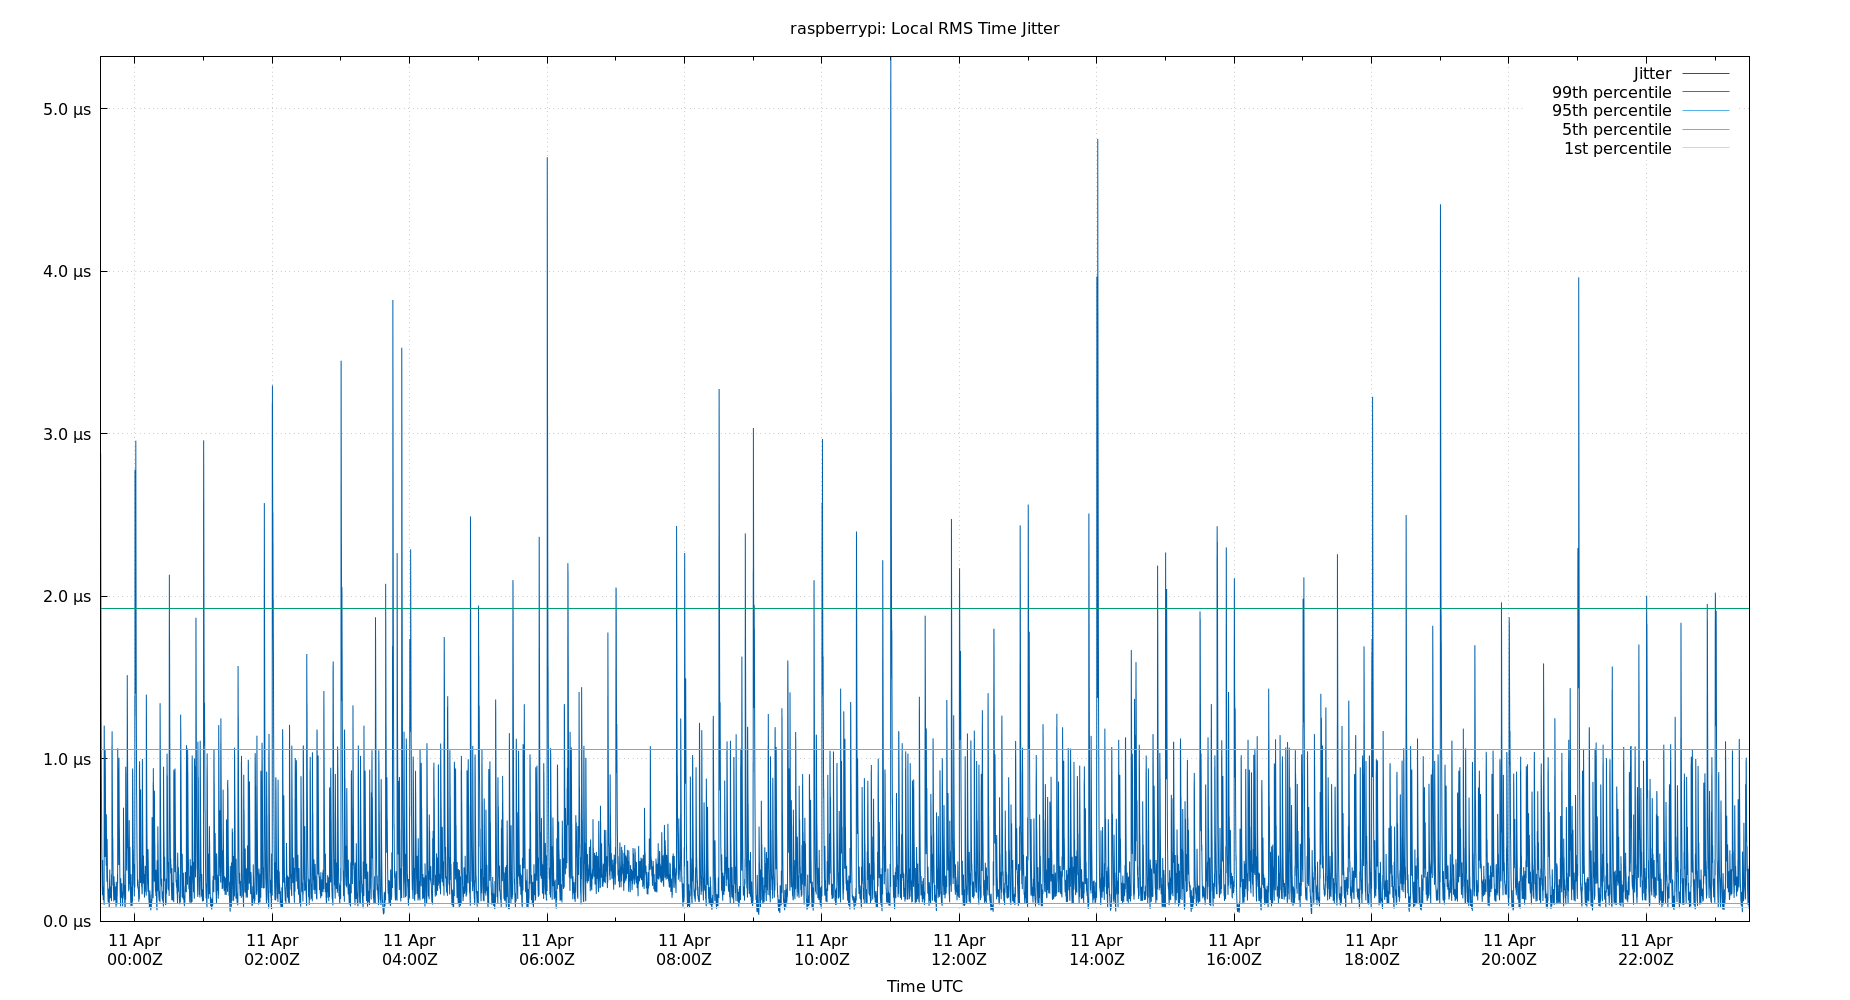 raspberrypi: Local RMS Time Jitter
Jitter
99th percentile
95th percentile
5th percentile
1st percentile
5.0 µs
4.0 µs
3.0 µs
2.0 µs
1.0 µs
0.0 µs
11 Apr 11 Apr 11 Apr 11 Apr 11 Apr 11 Apr 11 Apr 11 Apr 11 Apr 11 Apr 11 Apr 11 Apr
00:00Z 02:00Z 04:00Z 06:00Z 08:00Z 10:00Z 12:00Z 14:00Z 16:00Z 18:00Z 20:00Z 22:00Z
Time UTC